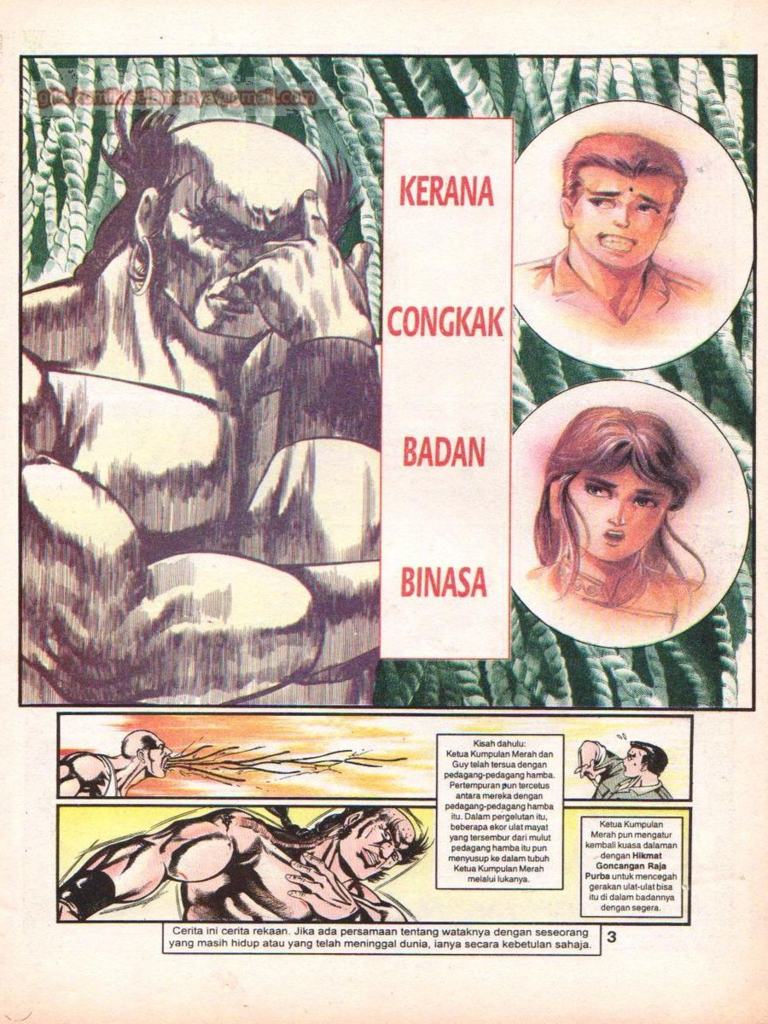 KERANA
CONGKAK
BADAN
BINASA
Kisah dahulu:
Ketua Kumpulan Merah dan
Guy telah tersua dengan
pedagang-pedagang hamba.
Pertempuran pun tercetus
antara mereka dengan
pedagang-pedagang hamba
itu. Dalam pergelutan itu,
beberapa ekor ulat mayat
yang tersembur dari mulut
pedagang hamba itu pun
menyusup ke dalam tubuh
Ketua Kumpulan Merah
melalui lukanya.
Ketua Kumpulan
Merah pun mengatur
kembali kuasa dalaman
dengan Hikmat
Goncangan Raja
Purba untuk mencegah
gerakan ulat-ulat bisa
itu di dalam badannya
dengan segera.
Cerita ini cerita rekaan. Jika ada persamaan tentang wataknya dengan seseorang
yang masih hidup atau yang telah meninggal dunia, ianya secara kebetulan sahaja.
3